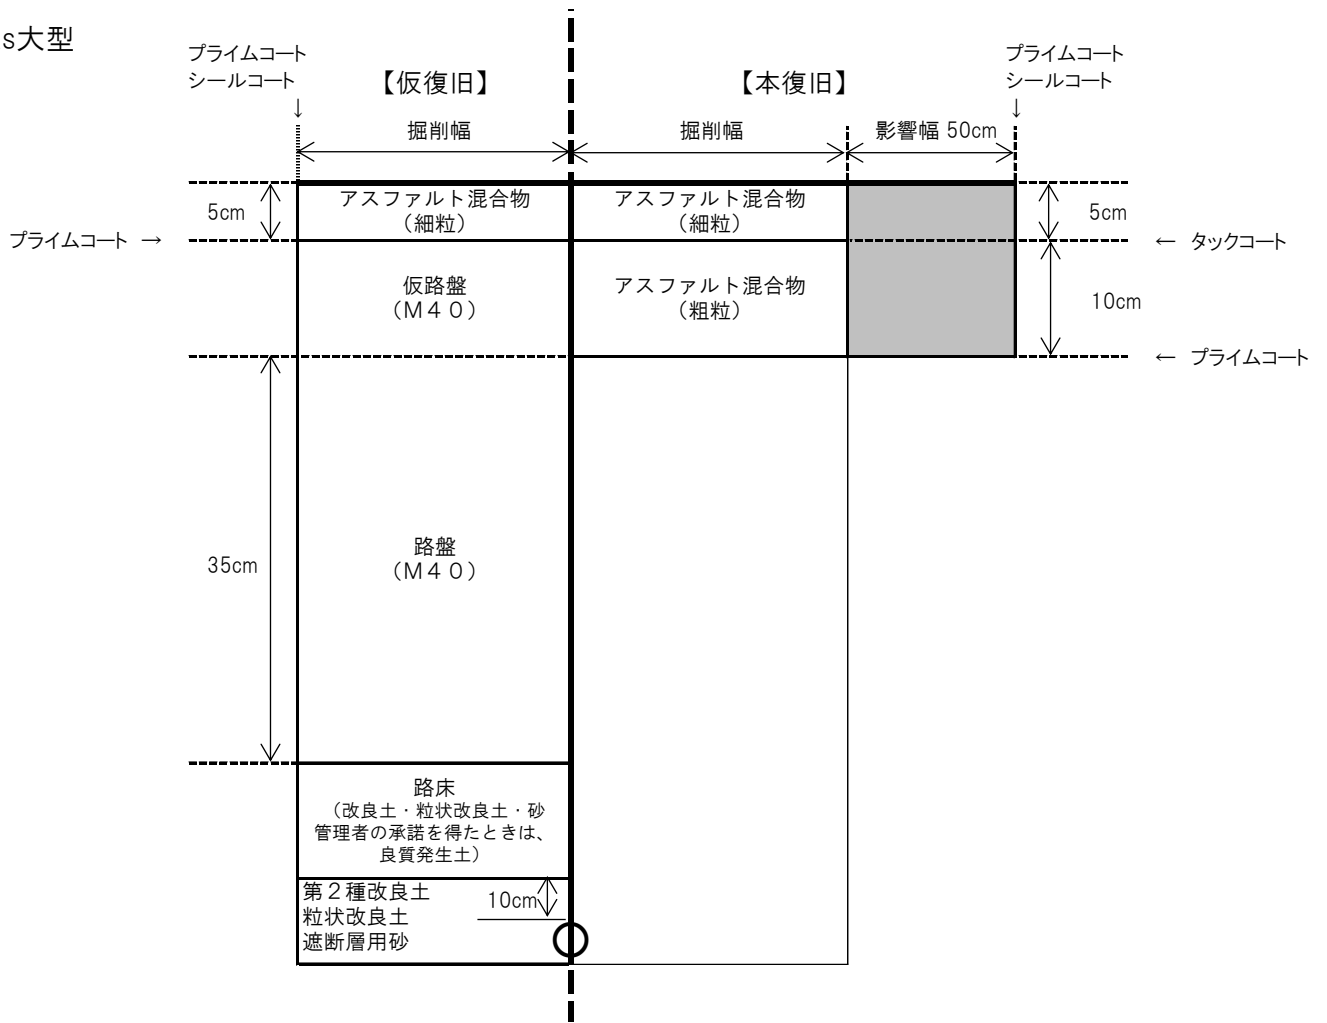 s大型
プライムコート
シールコート
↓
【仮復旧】
【本復旧】
プライムコート
シールコート
↓
掘削幅
掘削幅
影響幅 50cm
5cm
アスファルト混合物
（細粒）
アスファルト混合物
（細粒）
5cm
プライムコート →
← タックコート
仮路盤
（Ｍ４０）
アスファルト混合物
（粗粒）
10cm
← プライムコート
35cm
路盤
（Ｍ４０）
路床
（改良土・粒状改良土・砂
管理者の承諾を得たときは、
良質発生土）
第２種改良土
粒状改良土
遮断層用砂
10cm